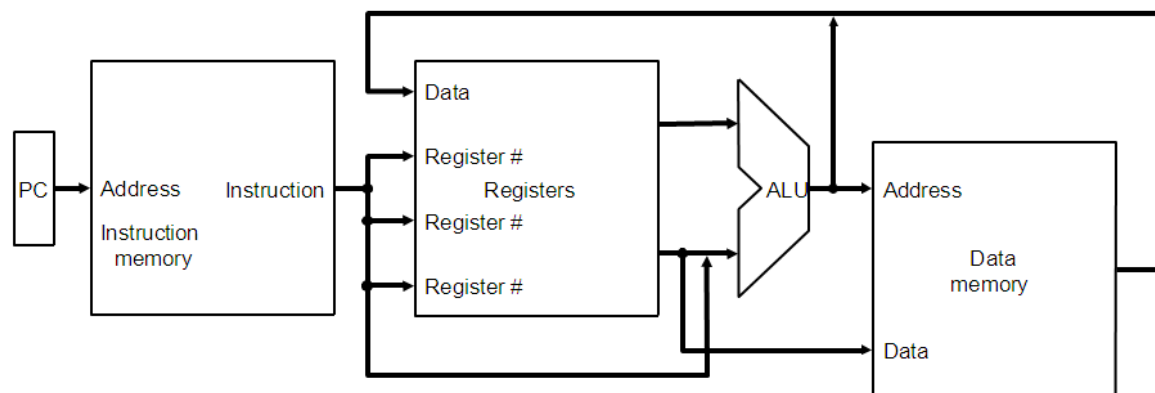 PC
Address
Instruction
Instruction
memory
Data
Register #
Registers
Register #
Register #
ALU
Address
Data
memory
Data